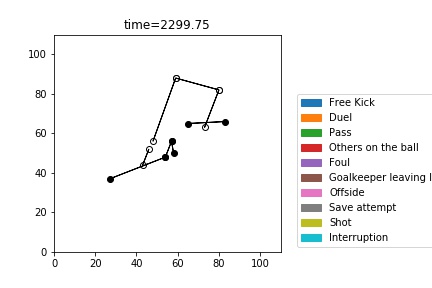 time=2299.75
100
80
60
40
20
0
0 20 40 60 80 100
Free Kick
Duel
Pass
Others on the ball
Foul
Goalkeeper leaving l
Offside
Save attempt
Shot
Interruption